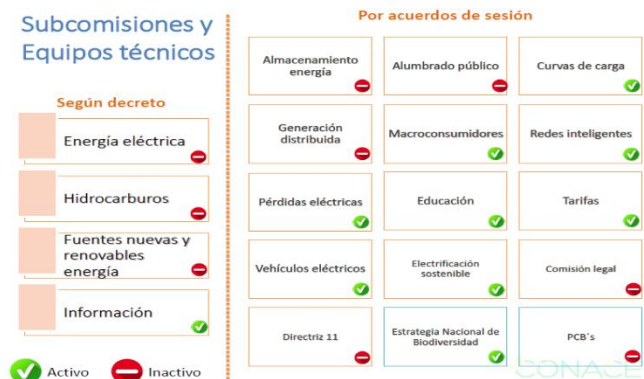 Subcomisiones y
Equipos técnicos
Según decreto
Energía eléctrica
Hidrocarburos
Fuentes nuevas y
renovables
energía
Información
Activo
Inactivo
Por acuerdos de sesión
Almacenamiento
energía
Alumbrado público
Curvas de carga
Generación
distribuida
Macroconsumidores
Redes inteligentes
Pérdidas eléctricas
Educación
Tarifas
Vehículos eléctricos
Electrificación
sostenible
Comisión legal
Directriz 11
Estrategia Nacional de
Biodiversidad
PCB´s
CONACE